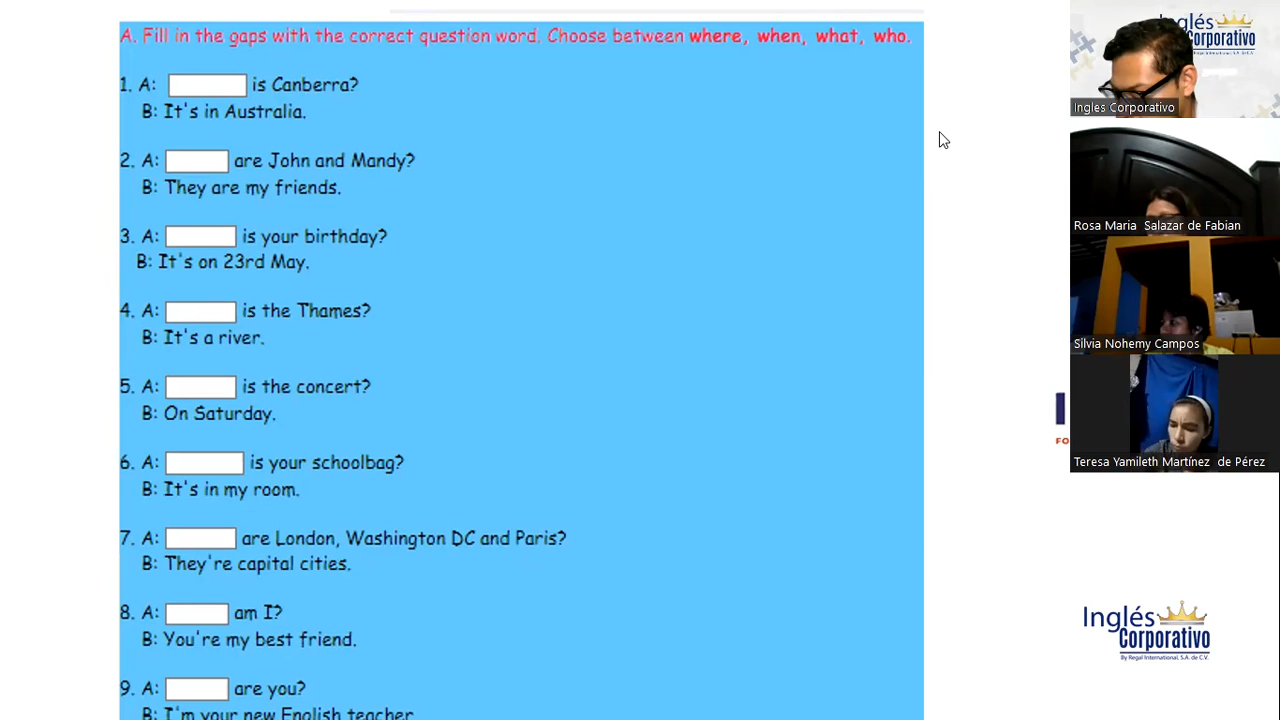 A. Fill in the gaps with the correct question word. Choose between where, when, what, who.
1. A: is Canberra?
B: It's in Australia.
2. A: are John and Mandy?
B: They are my friends.
3. A: is your birthday?
B: It's on 23rd May.
4. A: is the Thames?
B: It's a river.
5. A: is the concert?
B: On Saturday.
6. A: is your schoolbag?
B: It's in my room.
7. A: are London, Washington DC and Paris?
B: They're capital cities.
8. A: am I?
B: You're my best friend.
9. A: are you?
B: I'm your new English teacher
Inglés
Corporativo
Ingles Corporativo
Rosa Maria Salazar de Fabian
Silvia Nohemy Campos
Teresa Yamileth Martínez de Pérez
FO
Inglés
Corporativo
By Regal International, S.A. de C.V.